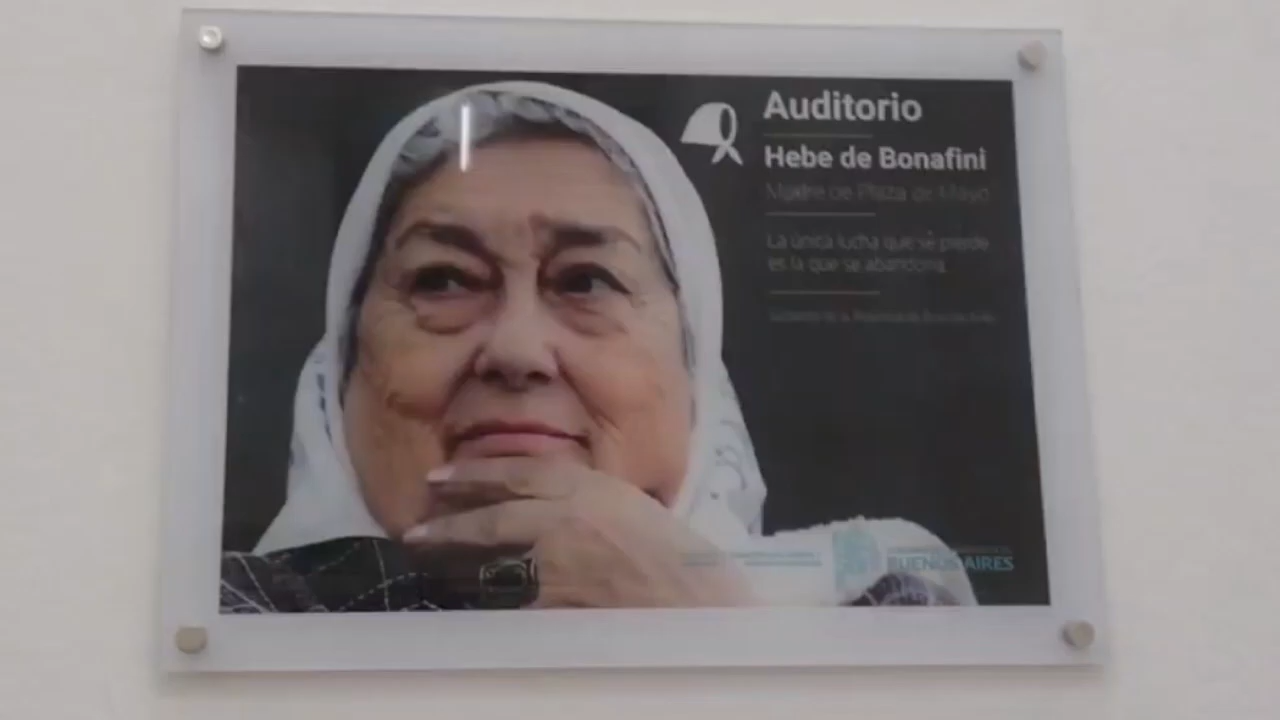 Auditorio
Hebe de Bonafini
Madre de Plaza de Mayo
La única lucha que se pierde
es la que se abandona
BUENOS AIRES